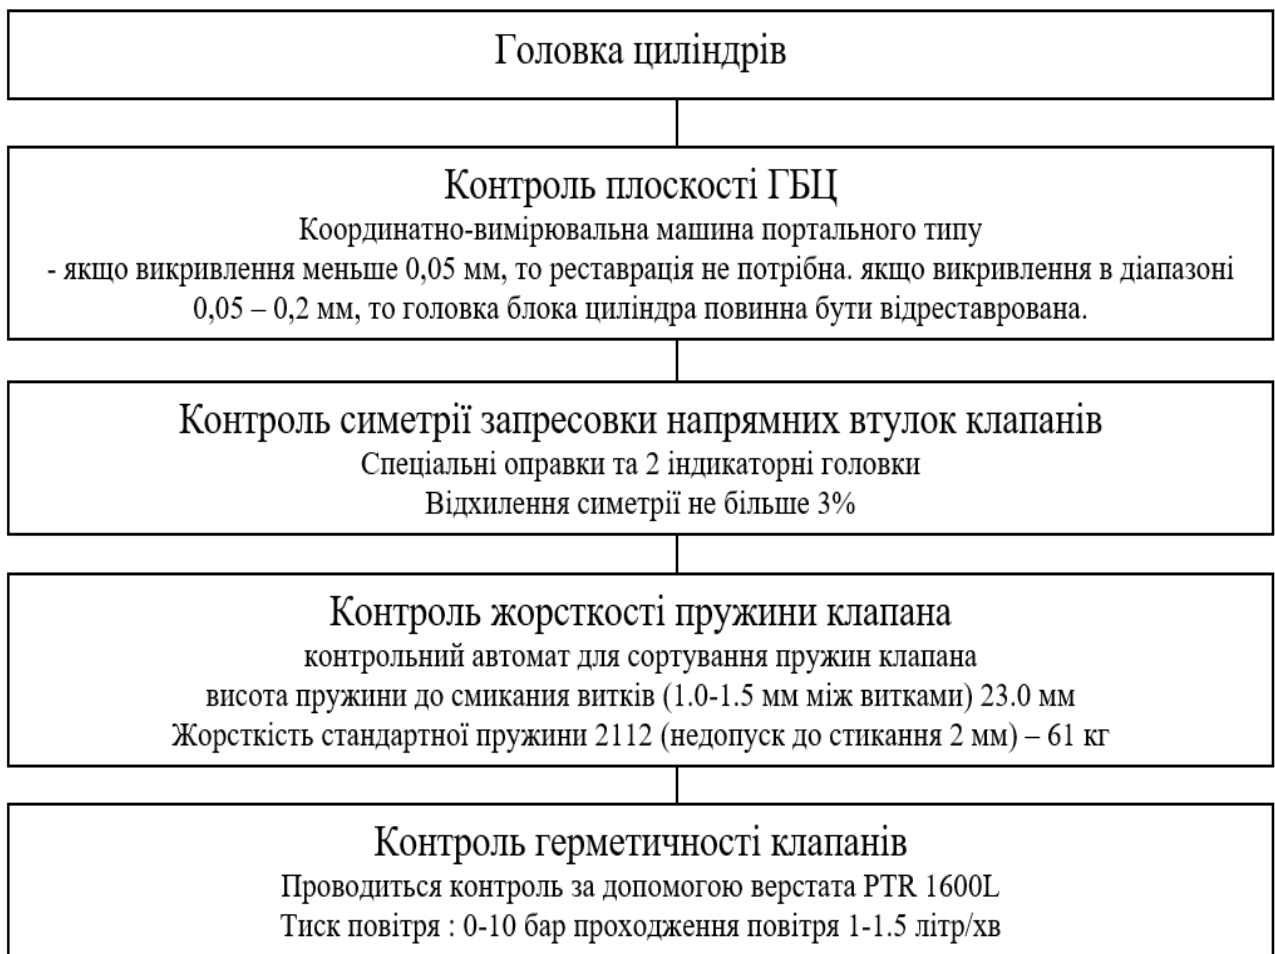 Головка циліндрів
Контроль плоскості ГБЦ
Координатно-вимірювальна машина портального типу
- якщо викривлення меньше 0,05 мм, то реставрація не потрібна. якщо викривлення в діапазоні
0,05 – 0,2 мм, то головка блока циліндра повинна бути відреставрована.
Контроль симетрії запресовки напрямних втулок клапанів
Спеціальні оправки та 2 індикаторні головки
Відхилення симетрії не більше 3%
Контроль жорсткості пружини клапана
контрольний автомат для сортування пружин клапана
висота пружини до смикания витків (1.0-1.5 мм між витками) 23.0 мм
Жорсткість стандартної пружини 2112 (недопуск до стикання 2 мм) – 61 кг
Контроль герметичності клапанів
Проводиться контроль за допомогою верстата PTR 1600L
Тиск повітря : 0-10 бар проходження повітря 1-1.5 літр/хв